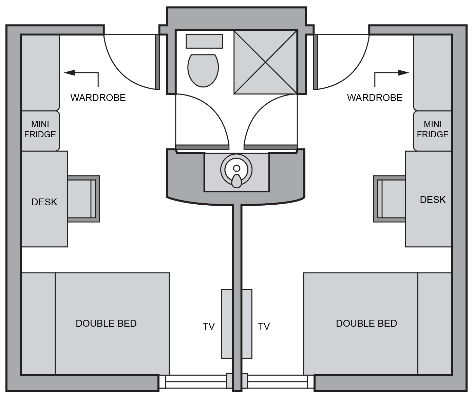 WARDROBE
WARDROBE
MINI
FRIDGE
MINI
FRIDGE
DESK
DESK
DOUBLE BED
TV
TV
DOUBLE BED